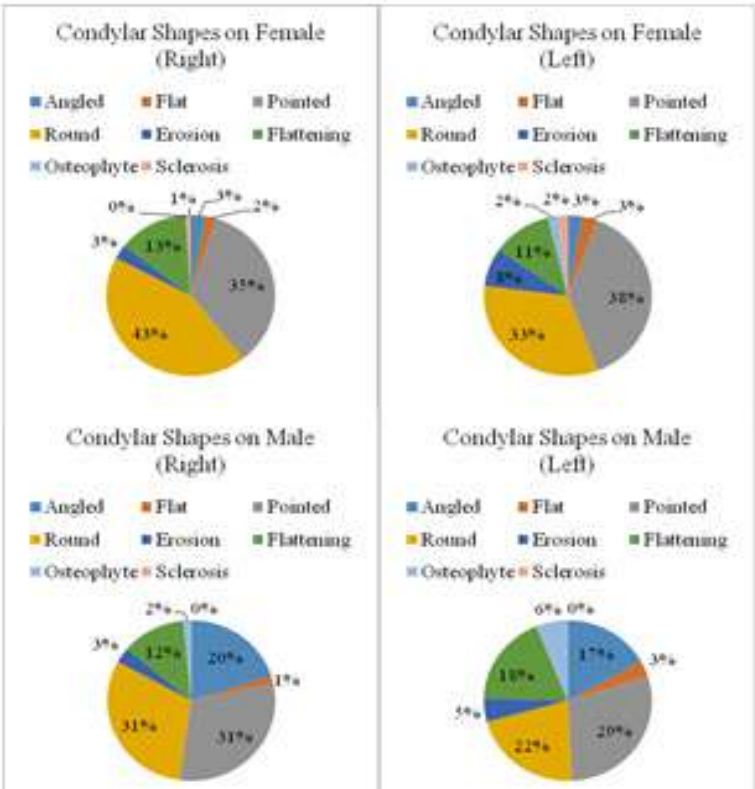 Condylar Shapes on Female
(Right)
Angled Flat Pointed
Round Erosion Flattening
Osteophyte Sclerosis
0% 1% 3% 2%
3% 13% 35%
43%
Condylar Shapes on Female
(Left)
Angled Flat Pointed
Round Erosion Flattening
Osteophyte Sclerosis
2% 2% 3% 3%
11%
8% 38%
33%
Condylar Shapes on Male
(Right)
Angled Flat Pointed
Round Erosion Flattening
Osteophyte Sclerosis
2% 0%
3% 12% 20%
1%
31% 31%
Condylar Shapes on Male
(Left)
Angled Flat Pointed
Round Erosion Flattening
Osteophyte Sclerosis
6% 0%
18% 17% 3%
5% 22% 29%